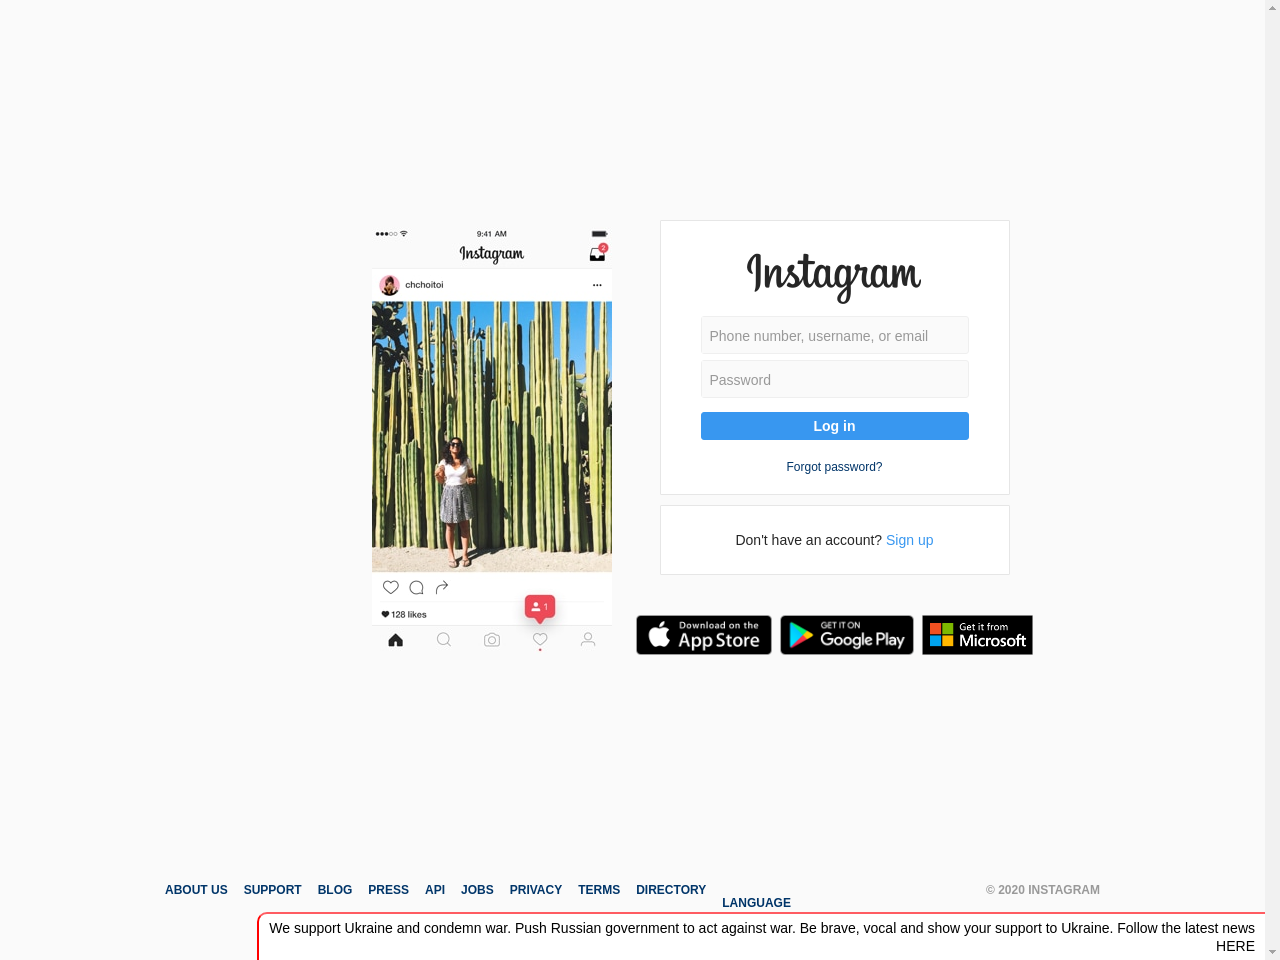 9:41 AM
Instagram
2
chchoitoi
1
128 likes
Instagram
Phone number, username, or email
Password
Log in
Forgot password?
Don't have an account? Sign up
Download on the
App Store
GET IT ON
Google Play
Get it from
Microsoft
ABOUT US SUPPORT BLOG PRESS API JOBS PRIVACY TERMS DIRECTORY
LANGUAGE
© 2020 INSTAGRAM
We support Ukraine and condemn war. Push Russian government to act against war. Be brave, vocal and show your support to Ukraine. Follow the latest news
HERE